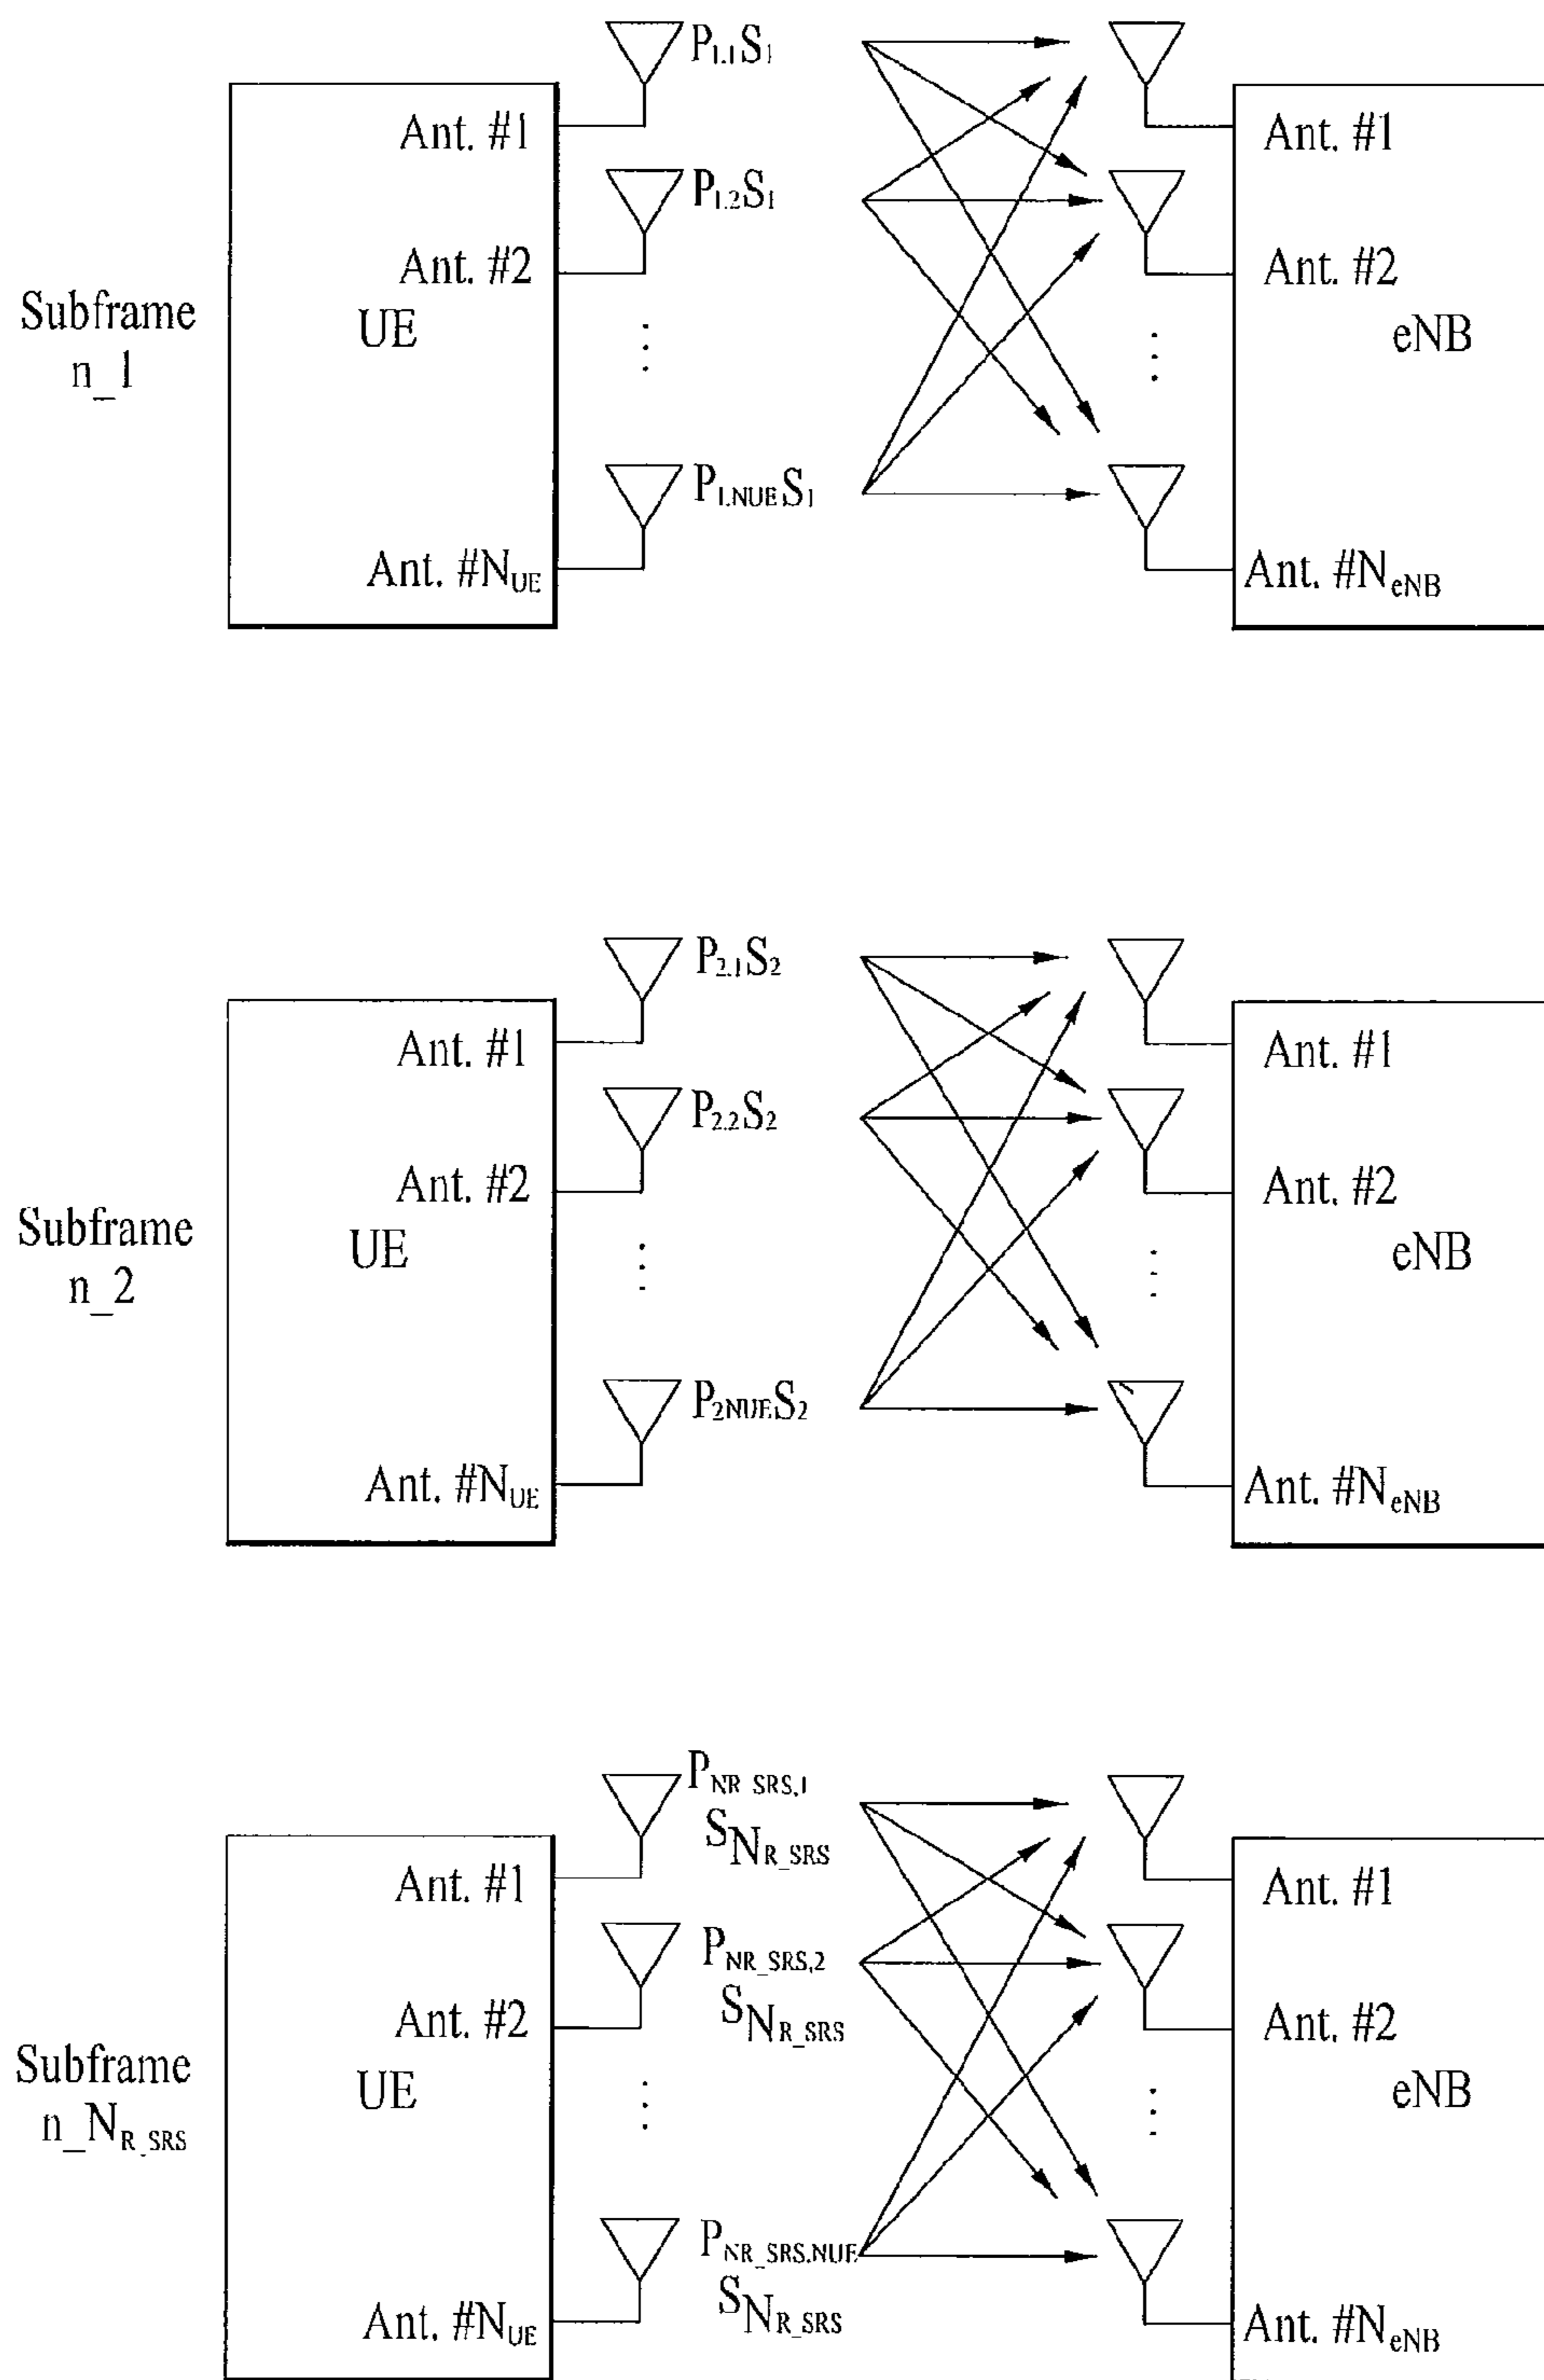 P1.1S1
Ant. #1
Ant. #1
P1.2S1
Ant. #2
Ant. #2
Subframe
n_1
UE
eNB
P1.NUES1
Ant. #NUE
Ant. #NeNB
P2.1S2
Ant. #1
Ant. #1
P2.2S2
Ant. #2
Ant. #2
Subframe
n_2
UE
eNB
P2NUES2
Ant. #NUE
Ant. #NeNB
PNR SRS,1
SNR_SRS
Ant. #1
Ant. #1
PNR_SRS,2
SNR_SRS
Ant. #2
Ant. #2
Subframe
n_NR_SRS
UE
eNB
PNR_SRS.NUE
SNR_SRS
Ant. #NUE
Ant. #NeNB